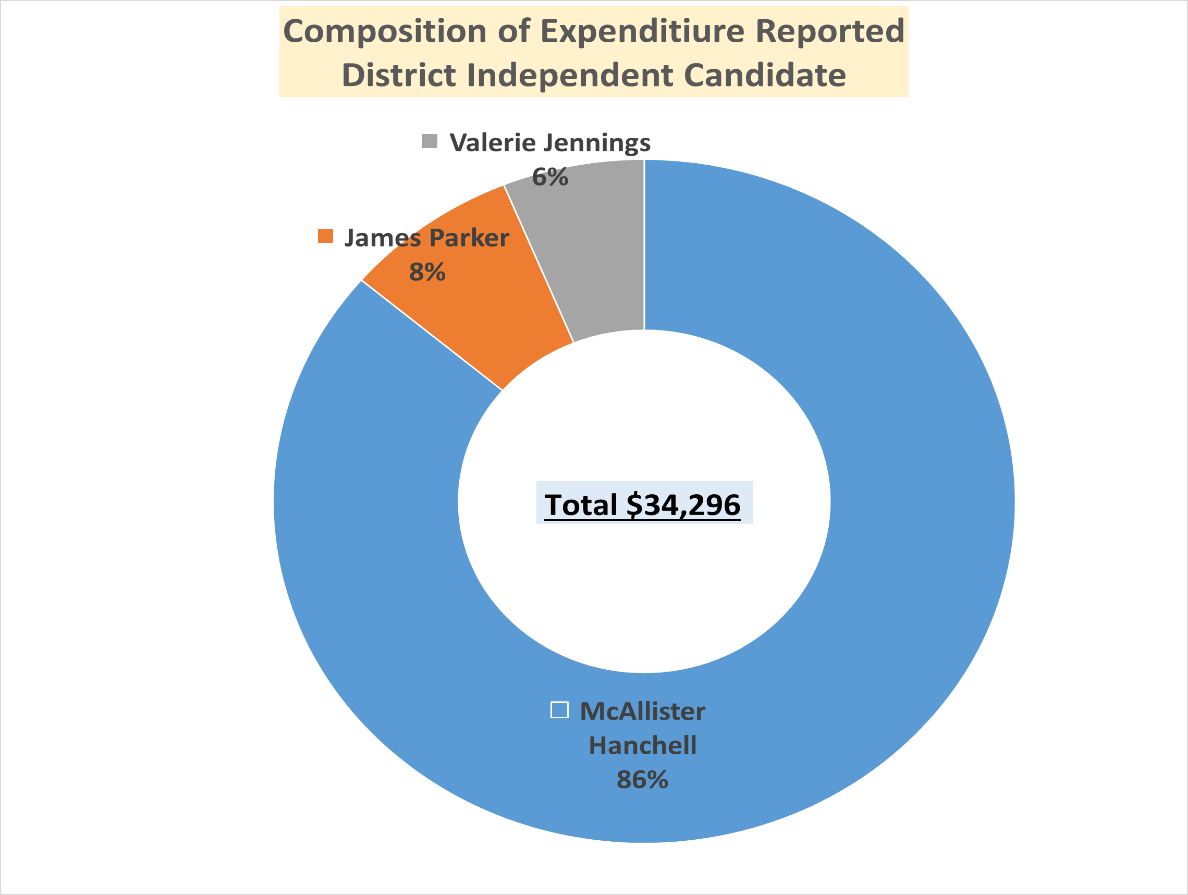 Composition of Expenditiure Reported
District Independent Candidate
Valerie Jennings
6%
James Parker
8%
Total $34,296
McAllister
Hanchell
86%